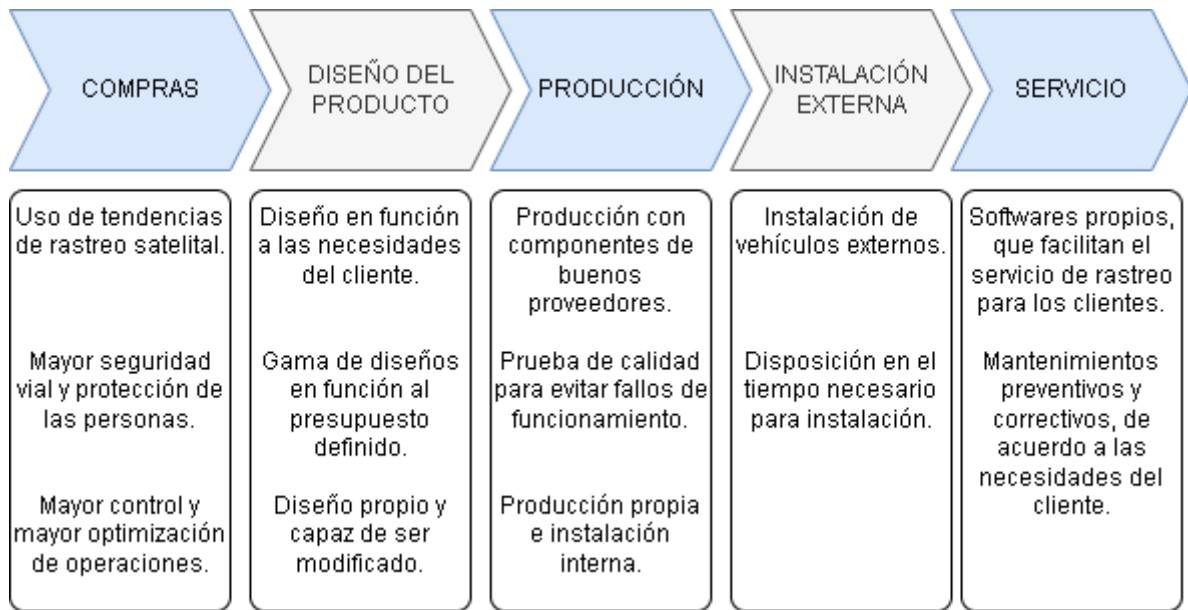 COMPRAS
DISEÑO DEL
PRODUCTO
PRODUCCIÓN
INSTALACIÓN
EXTERNA
SERVICIO
Uso de tendencias
de rastreo satelital.
Mayor seguridad
vial y protección de
las personas.
Mayor control y
mayor optimización
de operaciones.
Diseño en función
a las necesidades
del cliente.
Gama de diseños
en función al
presupuesto
definido.
Diseño propio y
capaz de ser
modificado.
Producción con
componentes de
buenos
proveedores.
Prueba de calidad
para evitar fallos de
funcionamiento.
Producción propia
e instalación
interna.
Instalación de
vehículos externos.
Disposición en el
tiempo necesario
para instalación.
Softwares propios,
que facilitan el
servicio de rastreo
para los clientes.
Mantenimientos
preventivos y
correctivos, de
acuerdo a las
necesidades del
cliente.